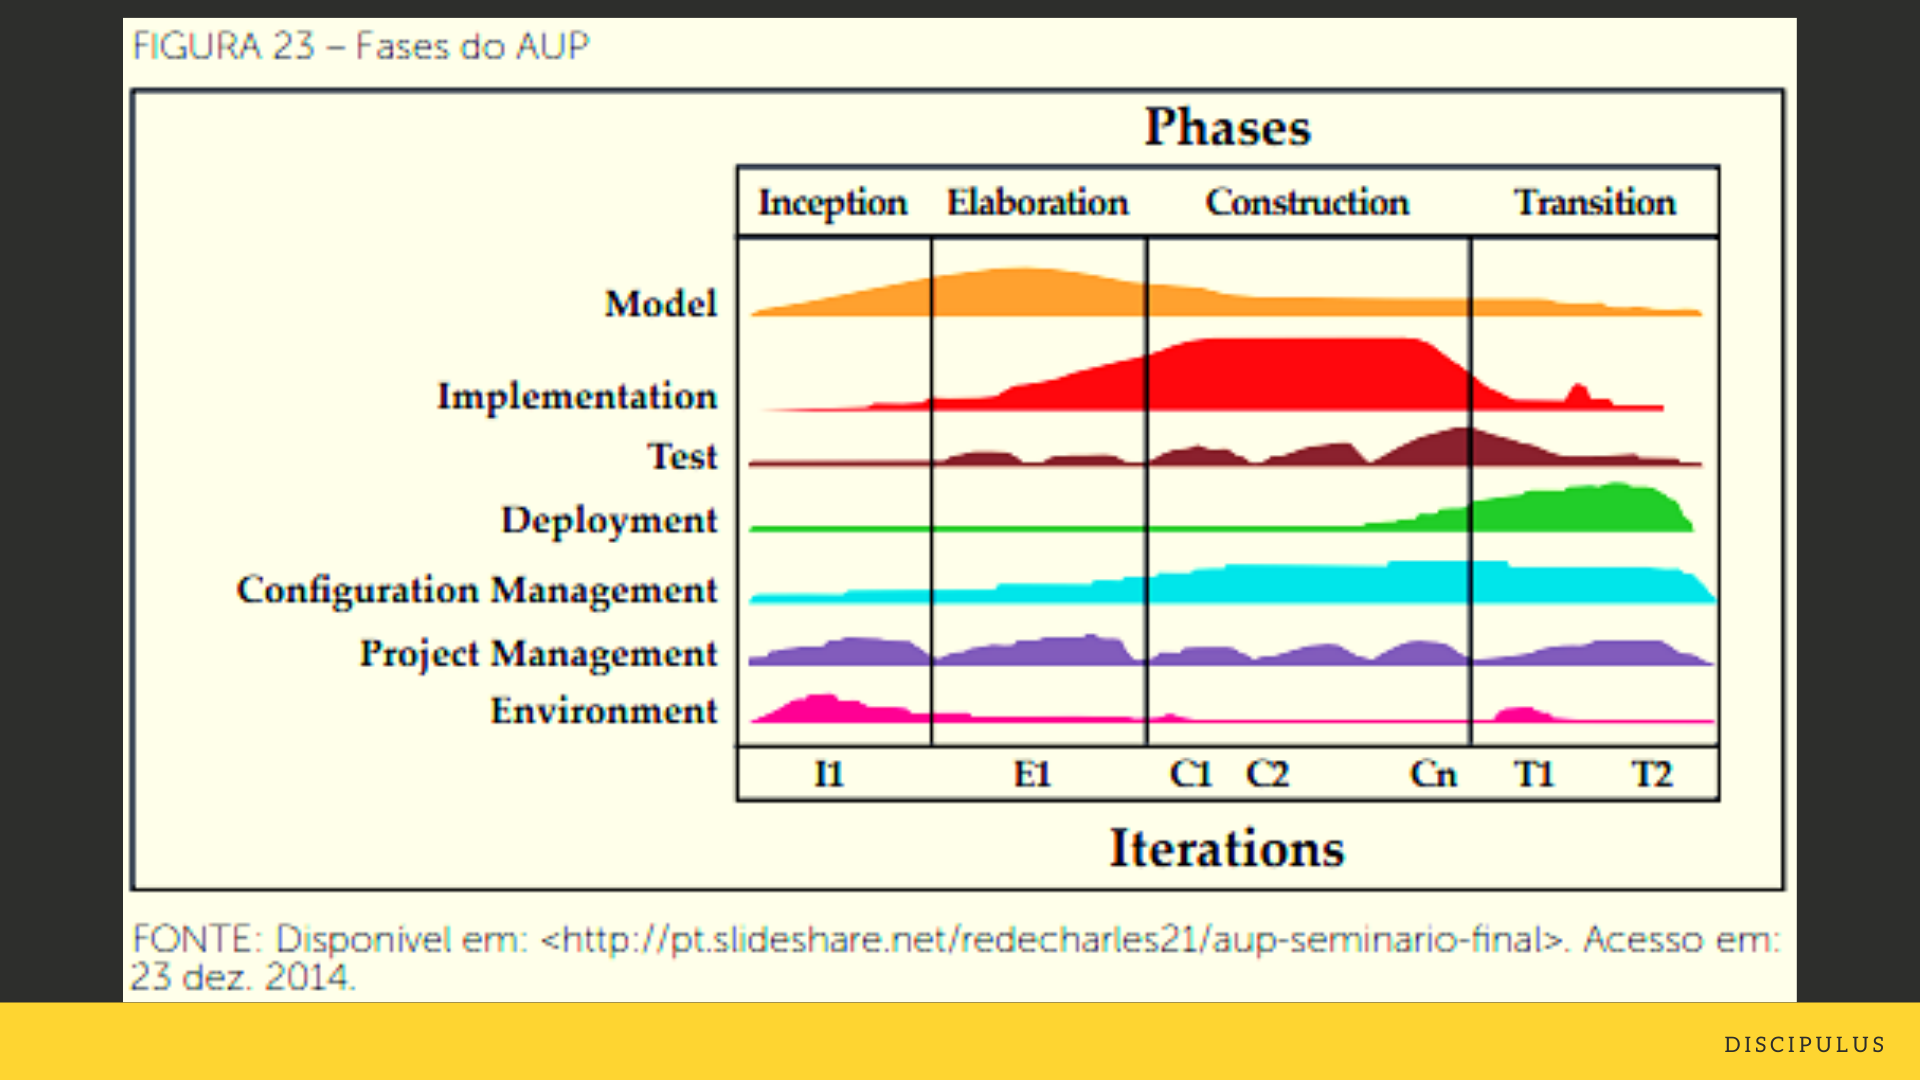 FIGURA 23 – Fases do AUP
Phases
Inception Elaboration Construction Transition
Model
Implementation
Test
Deployment
Configuration Management
Project Management
Environment
I1 E1 C1 C2 Cn T1 T2
Iterations
FONTE: Disponível em: <http://pt.slideshare.net/redecharles21/aup-seminario-final>. Acesso em:
23 dez. 2014.
DISCIPULUS